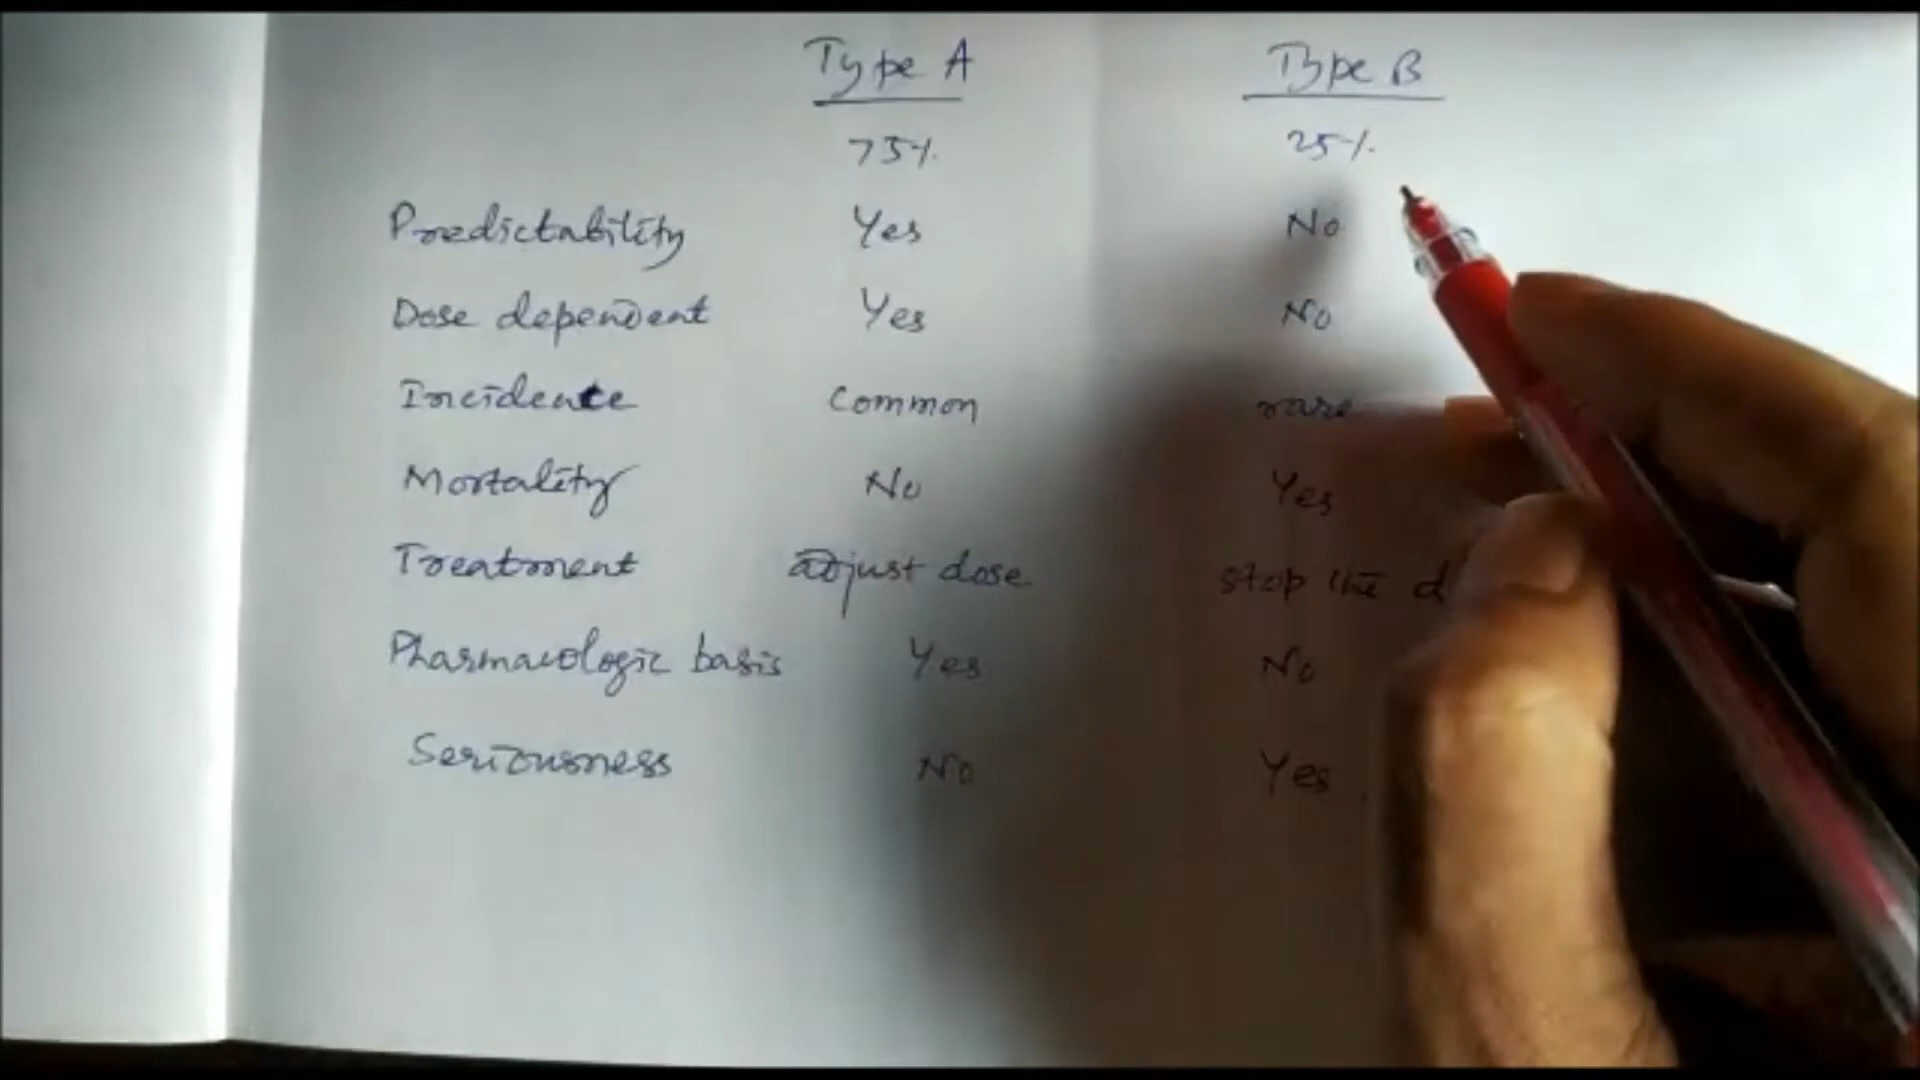 Type A Type B
75% 25%
Predictability Yes No
Dose dependent Yes No
Incidence Common rare
Mortality No Yes
Treatment adjust dose stop the
Pharmacologic basis Yes No
Seriousness No Yes